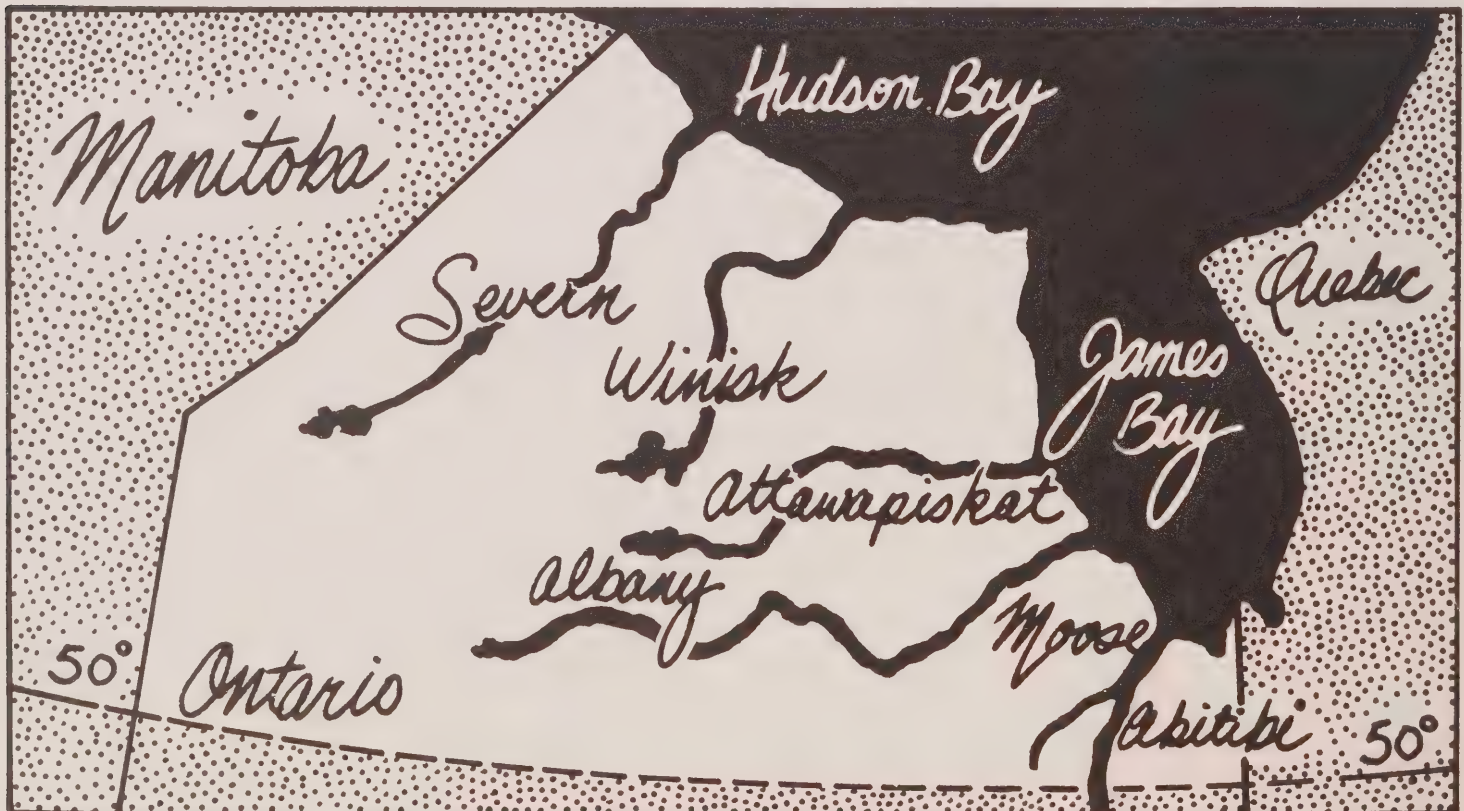 Hudson Bay
Manitoba
Quebec
Severn
James
Bay
Winisk
Attawapiskat
Albany
Moose
50°
Ontario
Abitibi
50°